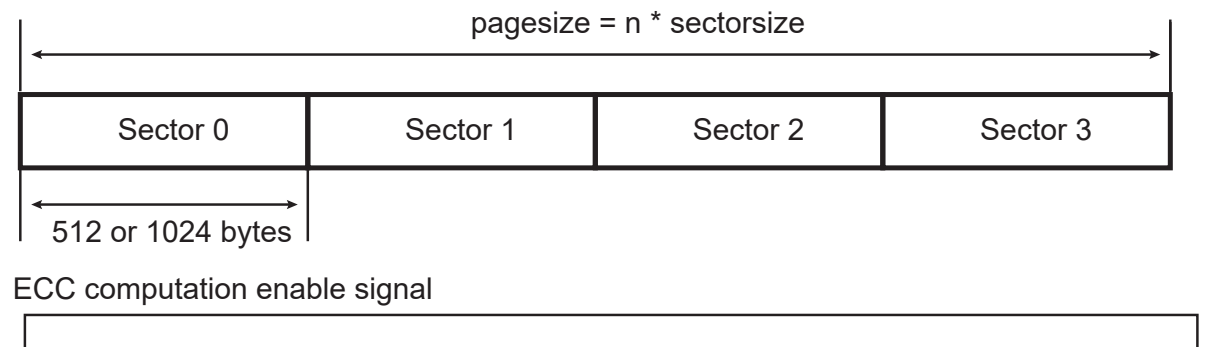 pagesize = n * sectorsize
Sector 0 Sector 1 Sector 2 Sector 3
512 or 1024 bytes
ECC computation enable signal